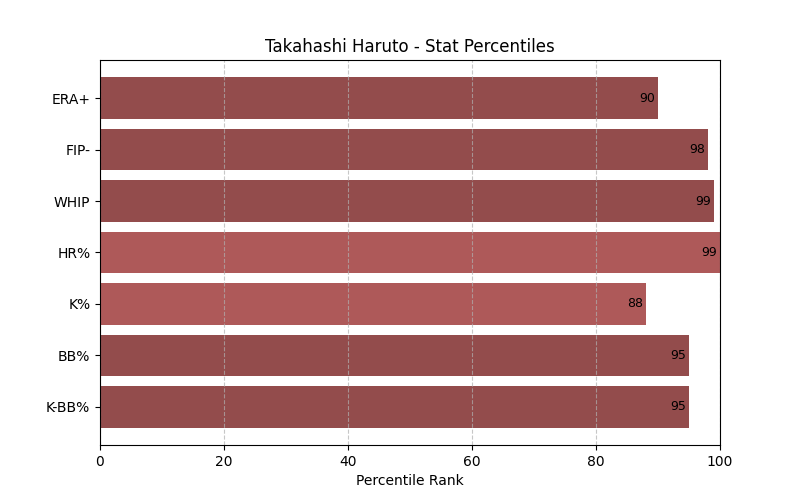 Takahashi Haruto - Stat Percentiles
ERA+ 90
FIP- 98
WHIP 99
HR% 99
K% 88
BB% 95
K-BB% 95
0 20 40 60 80 100
Percentile Rank